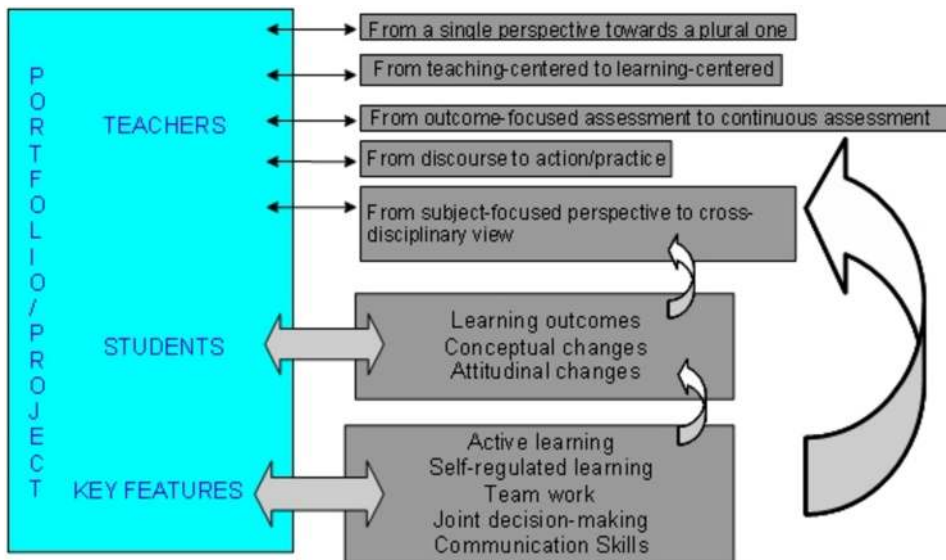 PORTFOLIO/PROJECT
TEACHERS
STUDENTS
KEY FEATURES
From a single perspective towards a plural one
From teaching-centered to learning-centered
From outcome-focused assessment to continuous assessment
From discourse to action/practice
From subject-focused perspective to cross-
disciplinary view
Learning outcomes
Conceptual changes
Attitudinal changes
Active learning
Self-regulated learning
Team work
Joint decision-making
Communication Skills